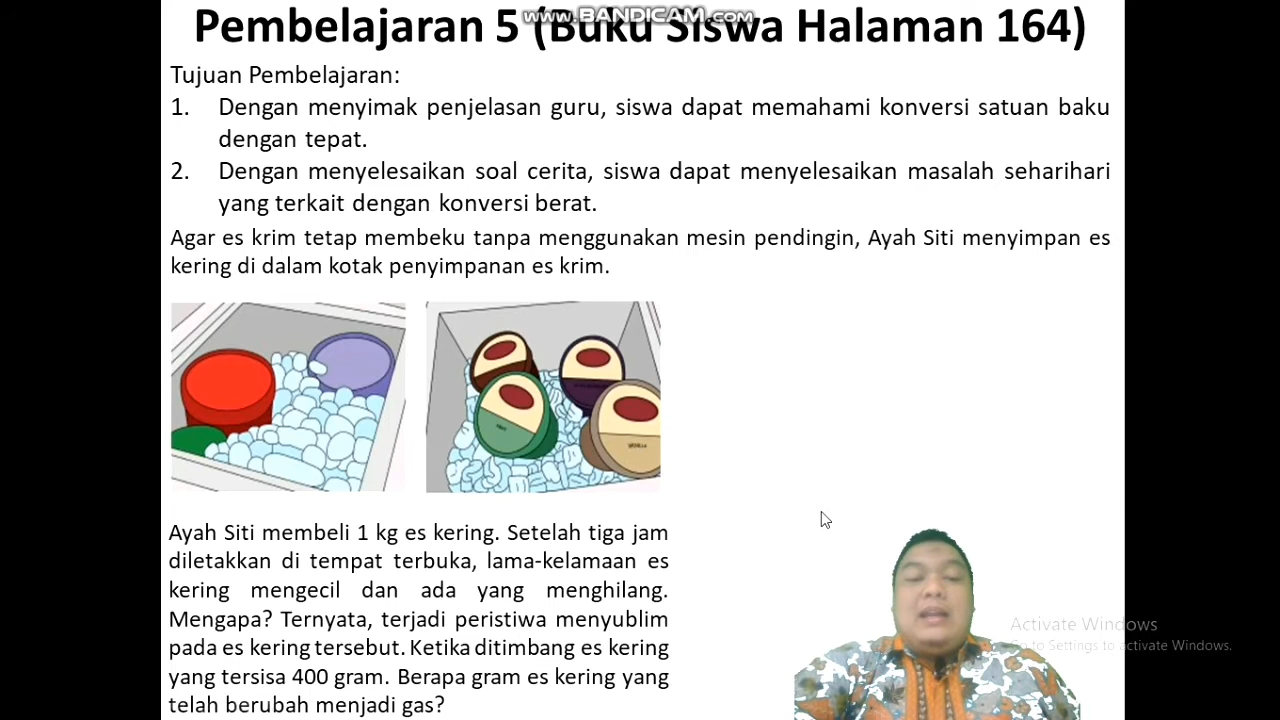 www.BANDICAM.com
Pembelajaran 5 (Buku Siswa Halaman 164)
Tujuan Pembelajaran:
1. Dengan menyimak penjelasan guru, siswa dapat memahami konversi satuan baku
dengan tepat.
2. Dengan menyelesaikan soal cerita, siswa dapat menyelesaikan masalah seharihari
yang terkait dengan konversi berat.
Agar es krim tetap membeku tanpa menggunakan mesin pendingin, Ayah Siti menyimpan es
kering di dalam kotak penyimpanan es krim.
Ayah Siti membeli 1 kg es kering. Setelah tiga jam
diletakkan di tempat terbuka, lama-kelamaan es
kering mengecil dan ada yang menghilang.
Mengapa? Ternyata, terjadi peristiwa menyublim
pada es kering tersebut. Ketika ditimbang es kering
yang tersisa 400 gram. Berapa gram es kering yang
telah berubah menjadi gas?
Activate Windows
Go to Settings to activate Windows.